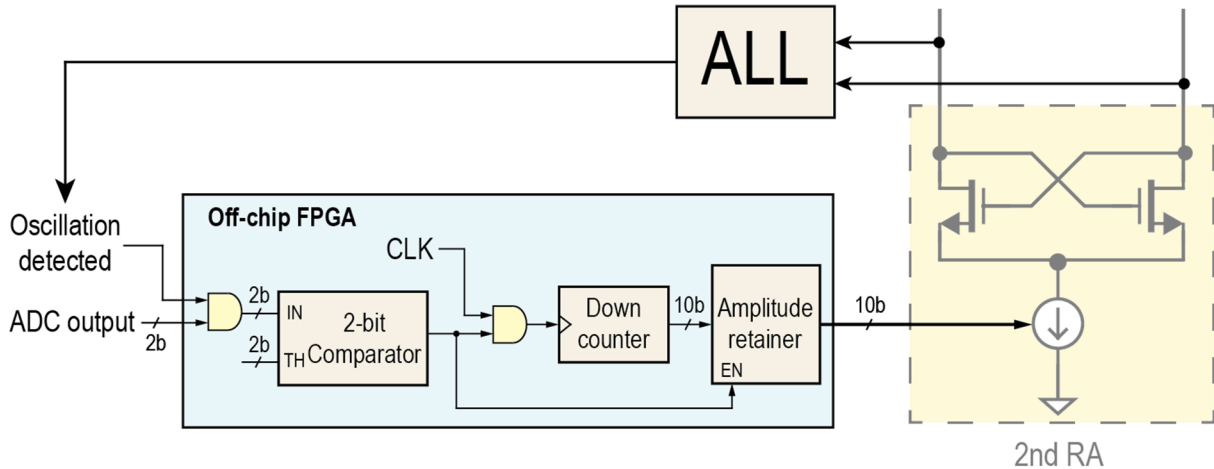 ALL
Oscillation
detected
ADC output
2b
Off-chip FPGA
CLK
2b
IN
2b
TH
2-bit
Comparator
Down
counter
10b
Amplitude
retainer
EN
10b
2nd RA